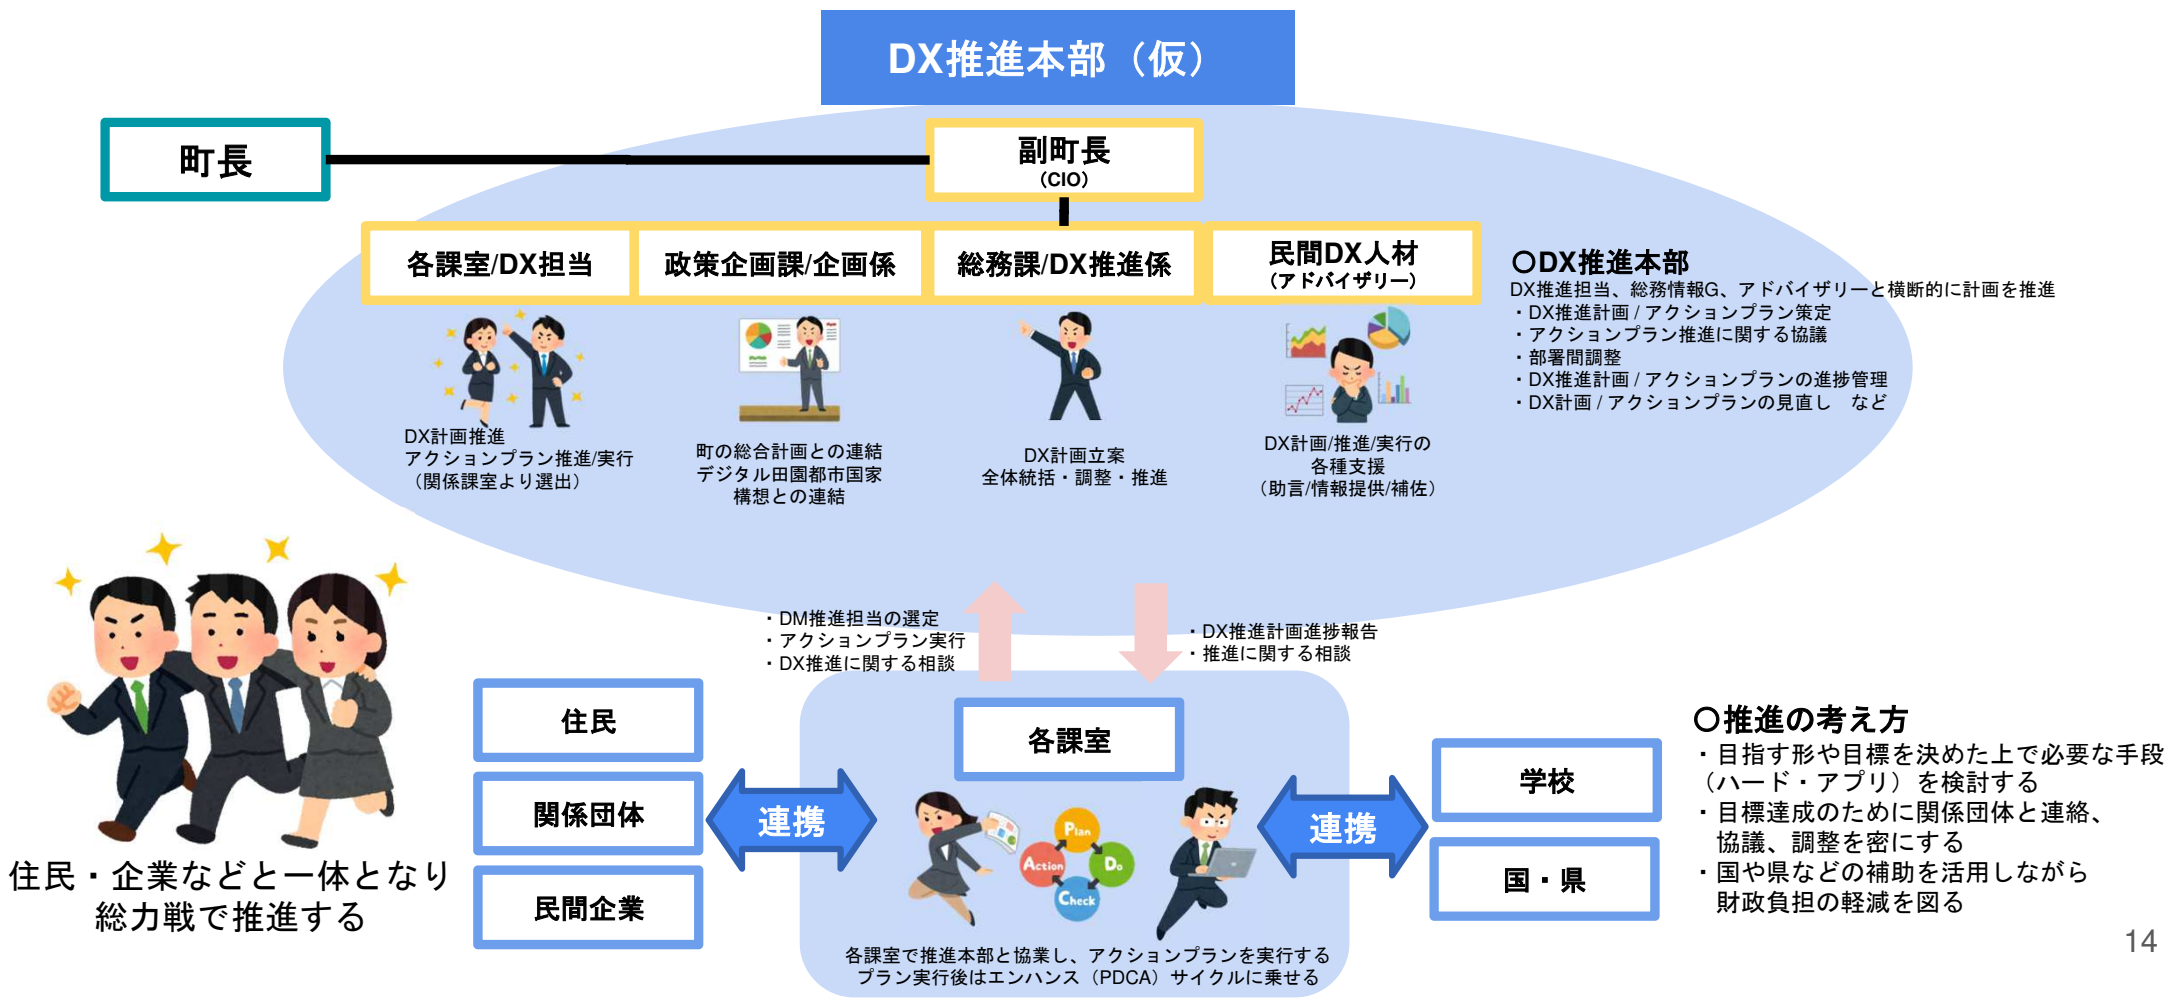 DX推進本部（仮）
町長
副町長
（CIO）
各課室/DX担当
政策企画課/企画係
総務課/DX推進係
民間DX人材
（アドバイザリー）
DX計画推進
アクションプラン推進/実行
（関係課室より選出）
町の総合計画との連結
デジタル田園都市国家
構想との連結
DX計画立案
全体統括・調整・推進
DX計画/推進/実行の
各種支援
（助言/情報提供/補佐）
〇DX推進本部
DX推進担当、総務情報G、アドバイザリーと横断的に計画を推進
・DX推進計画 / アクションプラン策定
・アクションプラン推進に関する協議
・部署間調整
・DX推進計画 / アクションプランの進捗管理
・DX計画 / アクションプランの見直し　など
・DM推進担当の選定
・アクションプラン実行
・DX推進に関する相談
・DX推進計画進捗報告
・推進に関する相談
住民・企業などと一体となり
総力戦で推進する
住民
関係団体
民間企業
連携
各課室
Plan
Do
Check
Action
各課室で推進本部と協業し、アクションプランを実行する
プラン実行後はエンハンス（PDCA）サイクルに乗せる
連携
学校
国・県
〇推進の考え方
・目指す形や目標を決めた上で必要な手段
（ハード・アプリ）を検討する
・目標達成のために関係団体と連絡、
協議、調整を密にする
・国や県などの補助を活用しながら
財政負担の軽減を図る
14